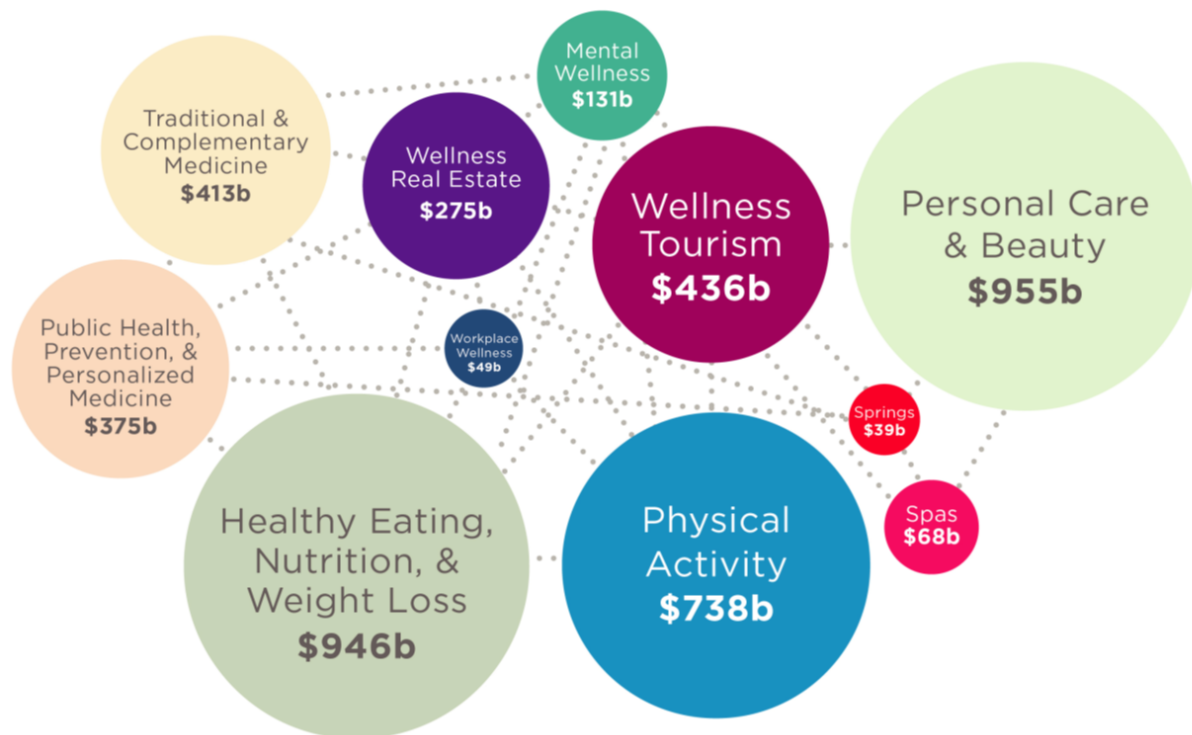 Mental
Wellness
$131b
Traditional &
Complementary
Medicine
$413b
Wellness
Real Estate
$275b
Wellness
Tourism
$436b
Personal Care
& Beauty
$955b
Public Health,
Prevention, &
Personalized
Medicine
$375b
Workplace
Wellness
$49b
Springs
$39b
Healthy Eating,
Nutrition, &
Weight Loss
$946b
Physical
Activity
$738b
Spas
$68b